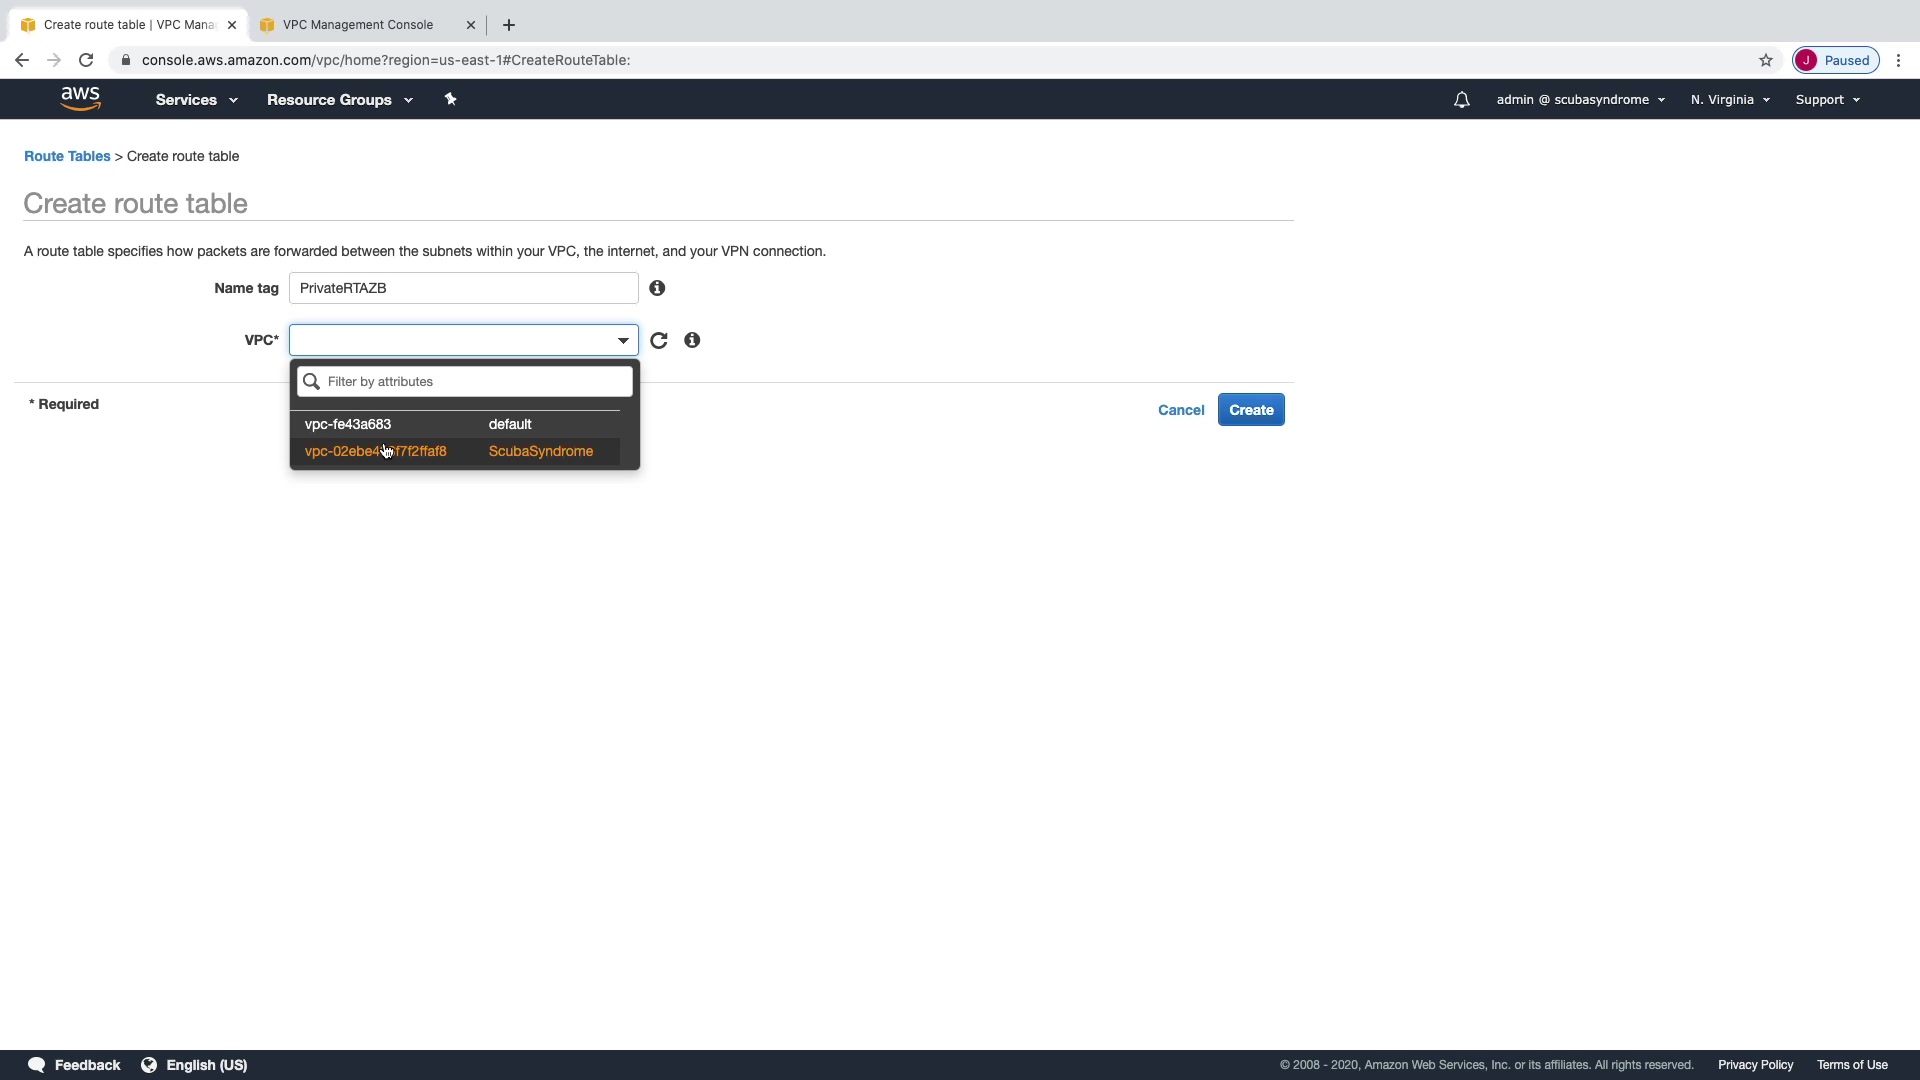 Create route table | VPC Mana
VPC Management Console
console.aws.amazon.com/vpc/home?region=us-east-1#CreateRouteTable:
J Paused
aws
Services
Resource Groups
admin @ scubasyndrome
N. Virginia
Support
Route Tables > Create route table
Create route table
A route table specifies how packets are forwarded between the subnets within your VPC, the internet, and your VPN connection.
Name tag PrivateRTAZB
VPC*
Filter by attributes
* Required
Cancel Create
vpc-fe43a683 default
ScubaSyndrome
Feedback English (US)
© 2008 - 2020, Amazon Web Services, Inc. or its affiliates. All rights reserved. Privacy Policy Terms of Use